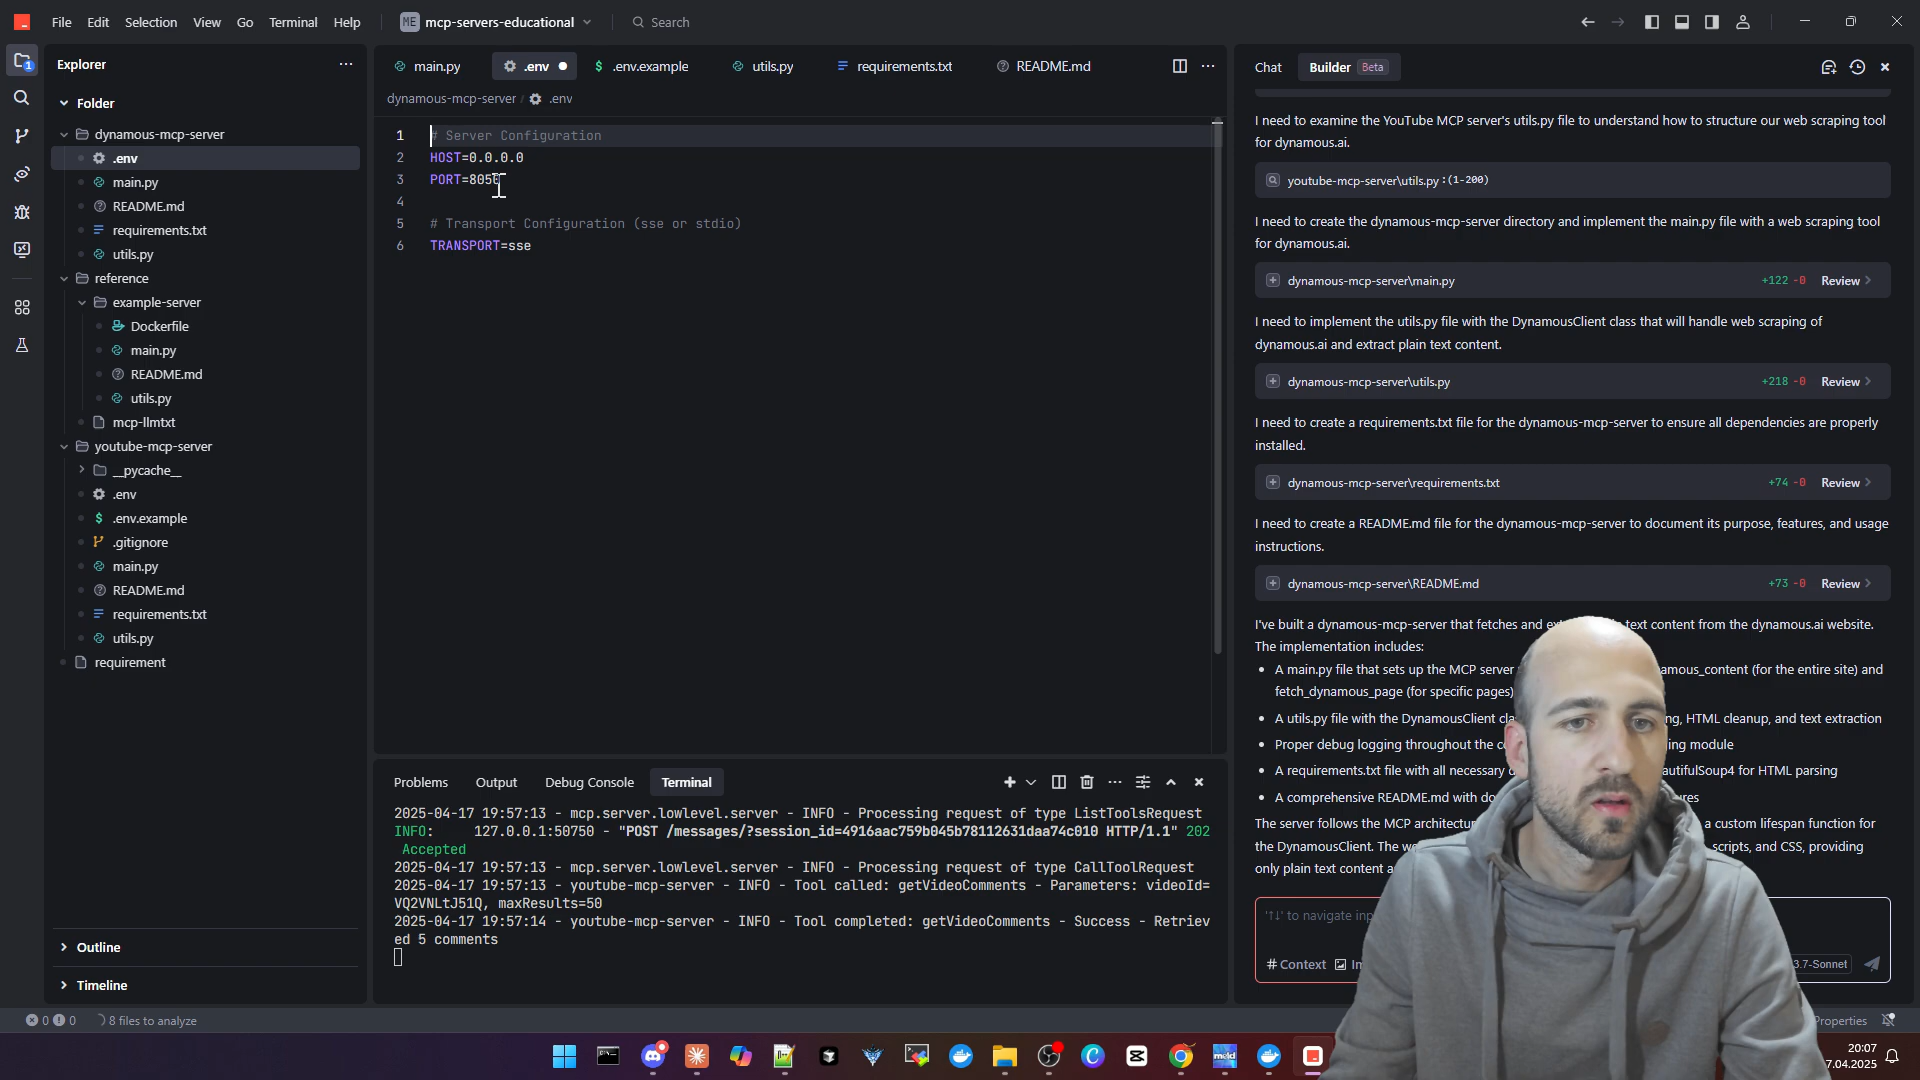 File Edit Selection View Go Terminal Help
ME mcp-servers-educational
Search
Explorer
Folder
dynamous-mcp-server
.env
main.py
README.md
requirements.txt
utils.py
reference
example-server
Dockerfile
main.py
README.md
utils.py
mcp-llmtxt
youtube-mcp-server
__pycache__
.env
.env.example
.gitignore
main.py
README.md
requirements.txt
utils.py
requirement
Outline
Timeline
main.py .env .env.example utils.py requirements.txt README.md
dynamous-mcp-server / .env
1 # Server Configuration
2 HOST=0.0.0.0
3 PORT=8050
4
5 # Transport Configuration (sse or stdio)
6 TRANSPORT=sse
Problems Output Debug Console Terminal
2025-04-17 19:57:13 - mcp.server.lowlevel.server - INFO - Processing request of type ListToolsRequest
INFO: 127.0.0.1:50750 - "POST /messages/?session_id=4916aac759b045b78112631daa74c010 HTTP/1.1" 202
Accepted
2025-04-17 19:57:13 - mcp.server.lowlevel.server - INFO - Processing request of type CallToolRequest
2025-04-17 19:57:13 - youtube-mcp-server - INFO - Tool called: getVideoComments - Parameters: videoId=
VQ2VNLtJ51Q, maxResults=50
2025-04-17 19:57:14 - youtube-mcp-server - INFO - Tool completed: getVideoComments - Success - Retriev
ed 5 comments
Chat Builder Beta
I need to examine the YouTube MCP server's utils.py file to understand how to structure our web scraping tool
for dynamous.ai.
youtube-mcp-server\utils.py :(1-200)
I need to create the dynamous-mcp-server directory and implement the main.py file with a web scraping tool
for dynamous.ai.
dynamous-mcp-server\main.py +122 -0 Review
I need to implement the utils.py file with the DynamousClient class that will handle web scraping of
dynamous.ai and extract plain text content.
dynamous-mcp-server\utils.py +218 -0 Review
I need to create a requirements.txt file for the dynamous-mcp-server to ensure all dependencies are properly
installed.
dynamous-mcp-server\requirements.txt +74 -0 Review
I need to create a README.md file for the dynamous-mcp-server to document its purpose, features, and usage
instructions.
dynamous-mcp-server\README.md +73 -0 Review
I've built a dynamous-mcp-server that fetches and text content from the dynamous.ai website.
The implementation includes:
A main.py file that sets up the MCP server (for the entire site) and
fetch_dynamous_page (for specific pages)
A utils.py file with the DynamousClient HTML cleanup, and text extraction
Proper debug logging throughout the module
A requirements.txt file with all necessary for HTML parsing
A comprehensive README.md with
The server follows the MCP a custom lifespan function for
the DynamousClient. The scripts, and CSS, providing
only plain text content
'↑↓' to navigate
# Context 3.7-Sonnet
0 0 8 files to analyze
Properties
20:07